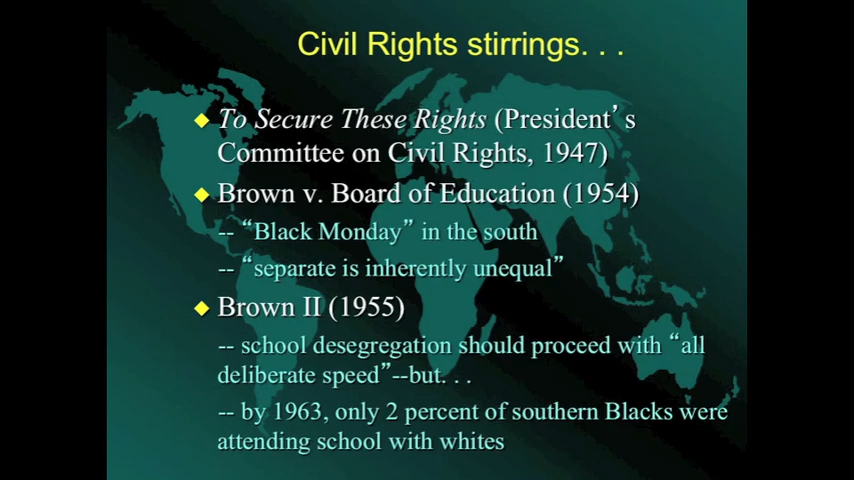 Civil Rights stirrings. . .
To Secure These Rights (President’s
Committee on Civil Rights, 1947)
Brown v. Board of Education (1954)
-- “Black Monday” in the south
-- “separate is inherently unequal”
Brown II (1955)
-- school desegregation should proceed with “all
deliberate speed”--but. . .
-- by 1963, only 2 percent of southern Blacks were
attending school with whites